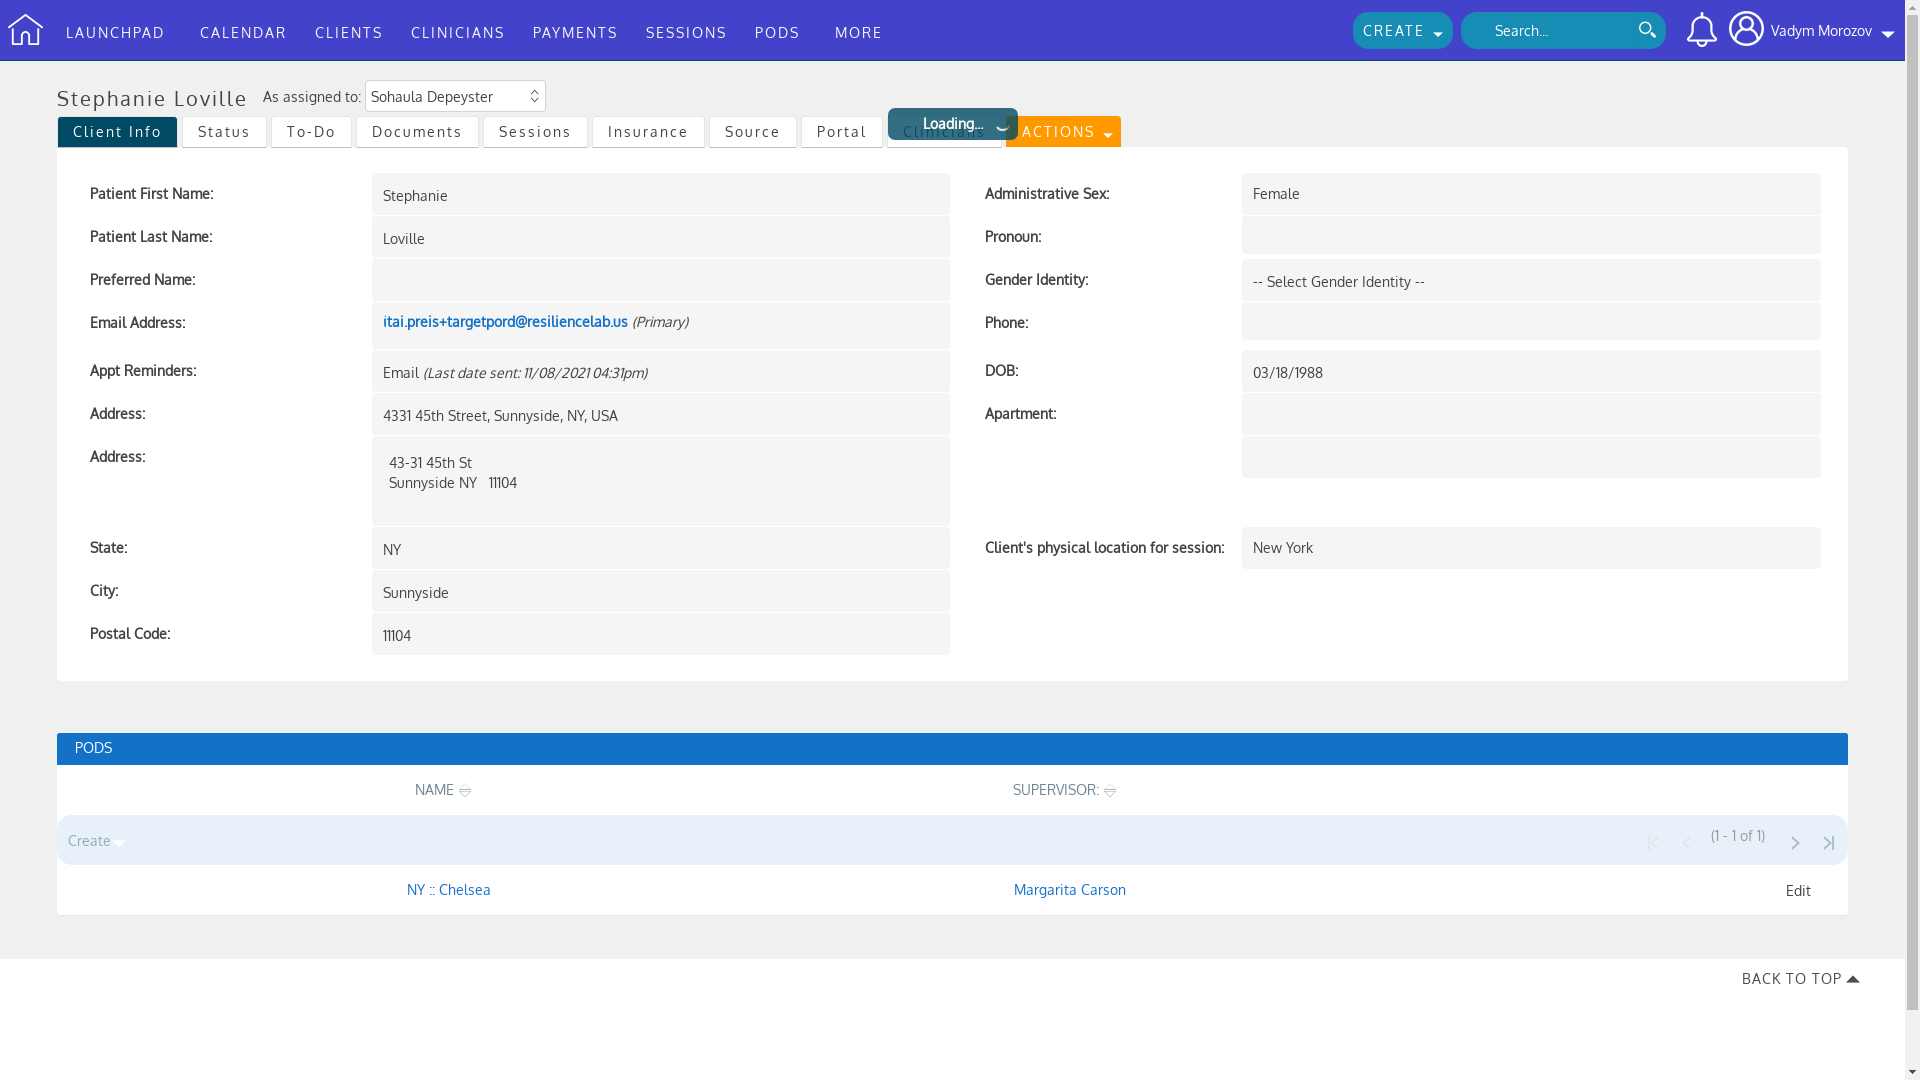 LAUNCHPAD CALENDAR CLIENTS CLINICIANS PAYMENTS SESSIONS PODS MORE CREATE Search... Vadym Morozov
Stephanie Loville As assigned to: Sohaula Depeyster
Loading...
Client Info Status To-Do Documents Sessions Insurance Source Portal Clinicians ACTIONS
Patient First Name: Stephanie Administrative Sex: Female
Patient Last Name: Loville Pronoun:
Preferred Name: Gender Identity: -- Select Gender Identity --
Email Address: itai.preis+targetpord@resiliencelab.us (Primary) Phone:
Appt Reminders: Email (Last date sent: 11/08/2021 04:31pm) DOB: 03/18/1988
Address: 4331 45th Street, Sunnyside, NY, USA Apartment:
Address: 43-31 45th St
Sunnyside NY 11104
State: NY Client's physical location for session: New York
City: Sunnyside
Postal Code: 11104
PODS
NAME SUPERVISOR:
Create (1 - 1 of 1)
NY :: Chelsea Margarita Carson Edit
BACK TO TOP